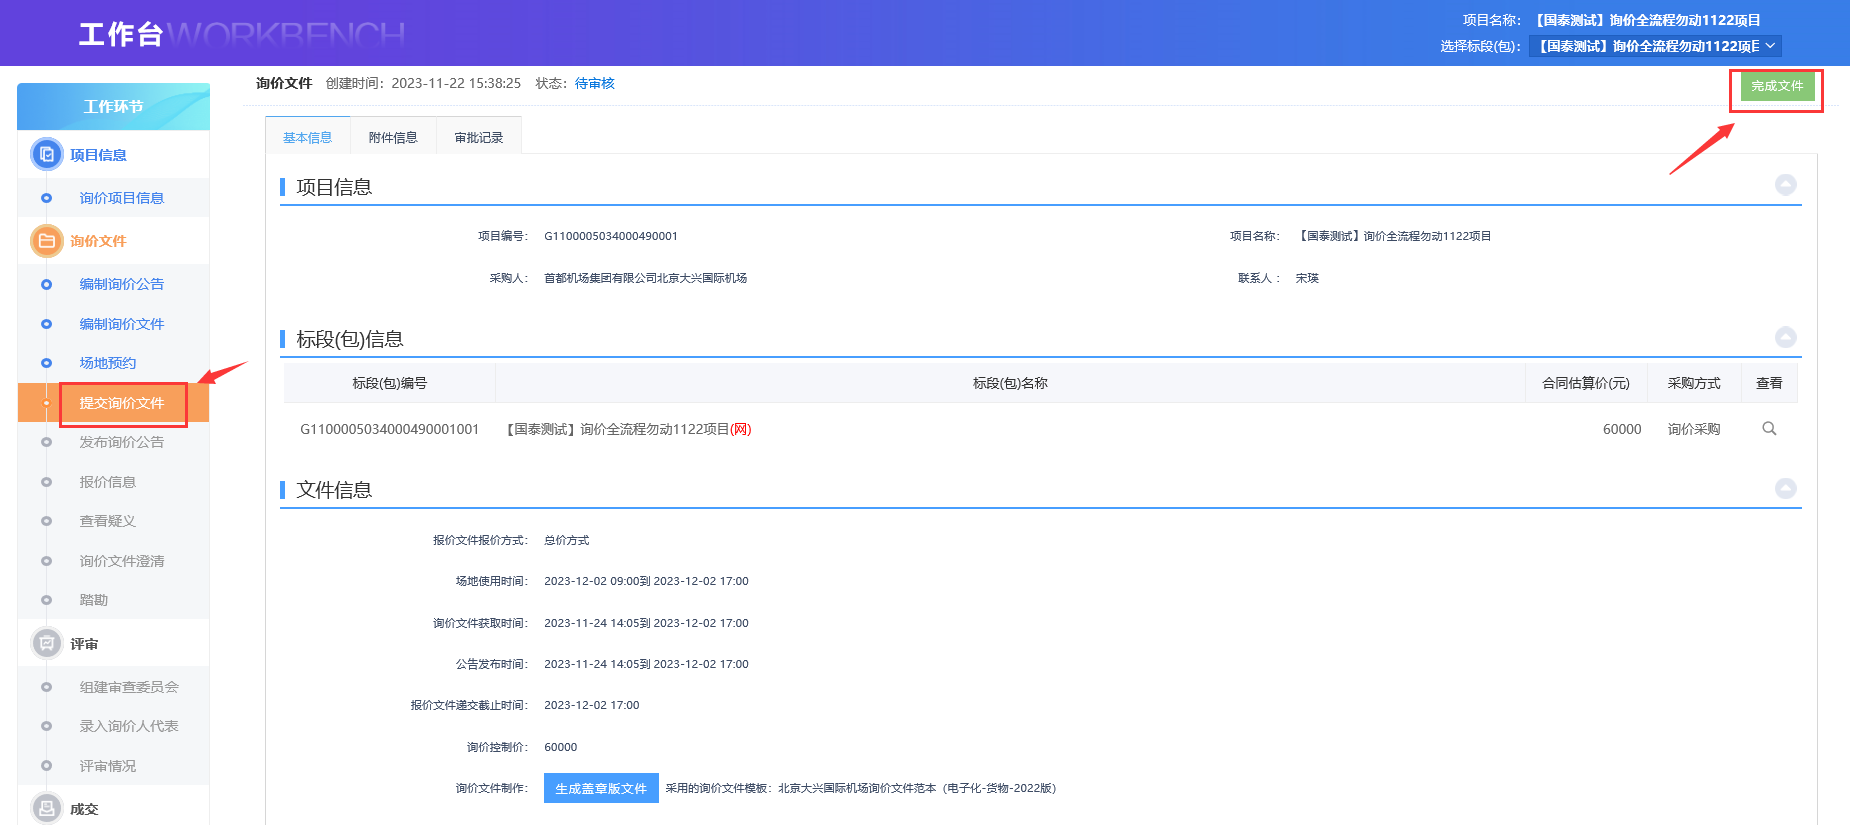 工作台WORKBENCH
项目名称： 【国泰测试】询价全流程勿动1122项目
选择标段(包)： 【国泰测试】询价全流程勿动1122项目
工作环节
项目信息
询价项目信息
询价文件
编制询价公告
编制询价文件
场地预约
提交询价文件
发布询价公告
报价信息
查看疑义
询价文件澄清
踏勘
评审
组建审查委员会
录入询价人代表
评审情况
成交
询价文件 创建时间：2023-11-22 15:38:25 状态：待审核
完成文件
基本信息 附件信息 审批记录
项目信息
项目编号： G1100005034000490001 项目名称： 【国泰测试】询价全流程勿动1122项目
采购人： 首都机场集团有限公司北京大兴国际机场 联系人： 宋瑛
标段(包)信息
标段(包)编号 标段(包)名称 合同估算价(元) 采购方式 查看
G1100005034000490001001 【国泰测试】询价全流程勿动1122项目(网) 60000 询价采购
文件信息
报价文件报价方式： 总价方式
场地使用时间： 2023-12-02 09:00到 2023-12-02 17:00
询价文件获取时间： 2023-11-24 14:05到 2023-12-02 17:00
公告发布时间： 2023-11-24 14:05到 2023-12-02 17:00
报价文件递交截止时间： 2023-12-02 17:00
询价控制价： 60000
询价文件制作： 生成盖章版文件 采用的询价文件模板：北京大兴国际机场询价文件范本（电子化-货物-2022版）